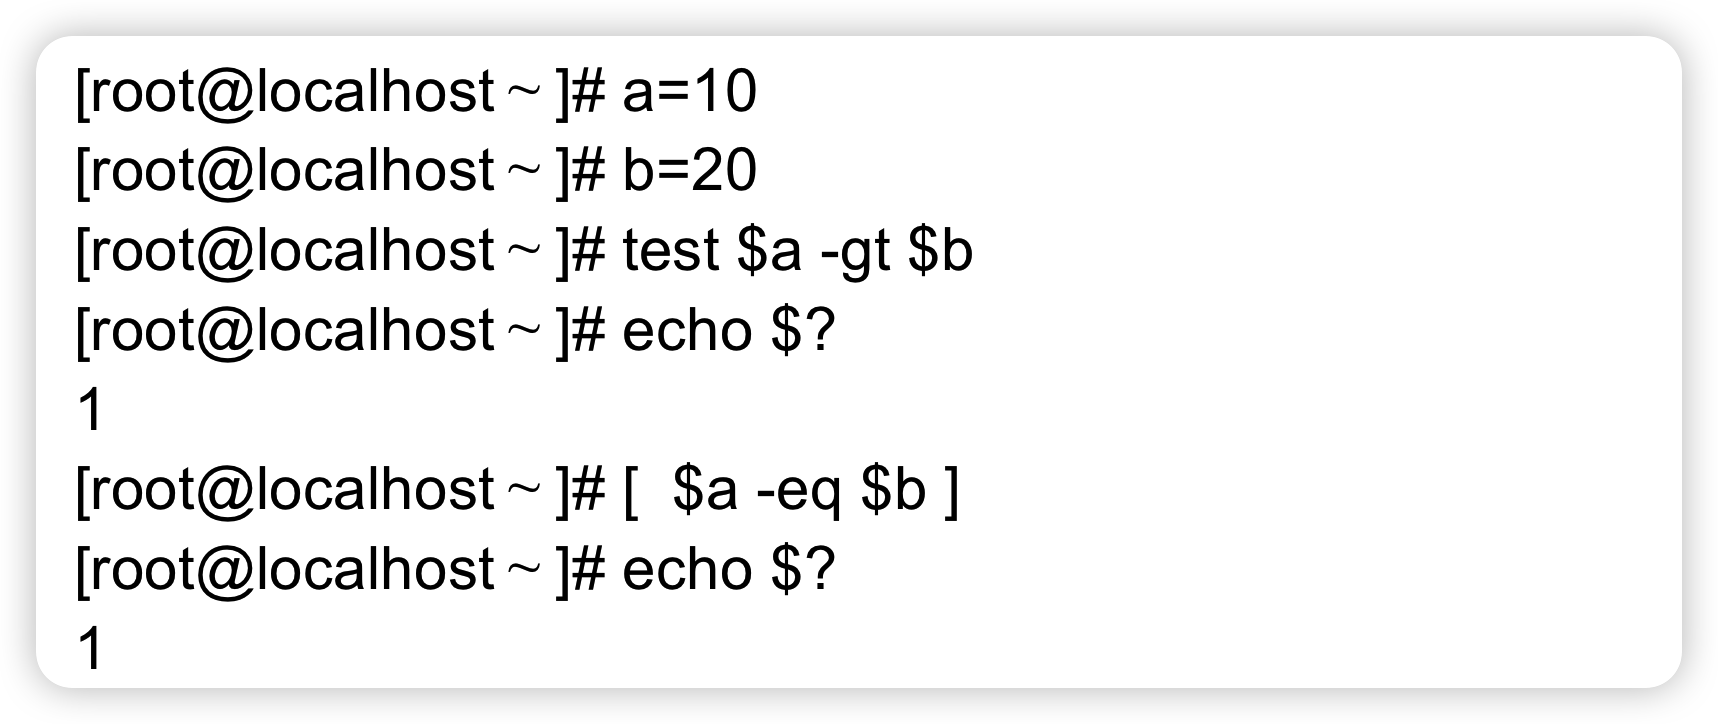 [root@localhost ~ ]# a=10
[root@localhost ~ ]# b=20
[root@localhost ~ ]# test $a -gt $b
[root@localhost ~ ]# echo $?
1
[root@localhost ~ ]# [  $a -eq $b ]
[root@localhost ~ ]# echo $?
1